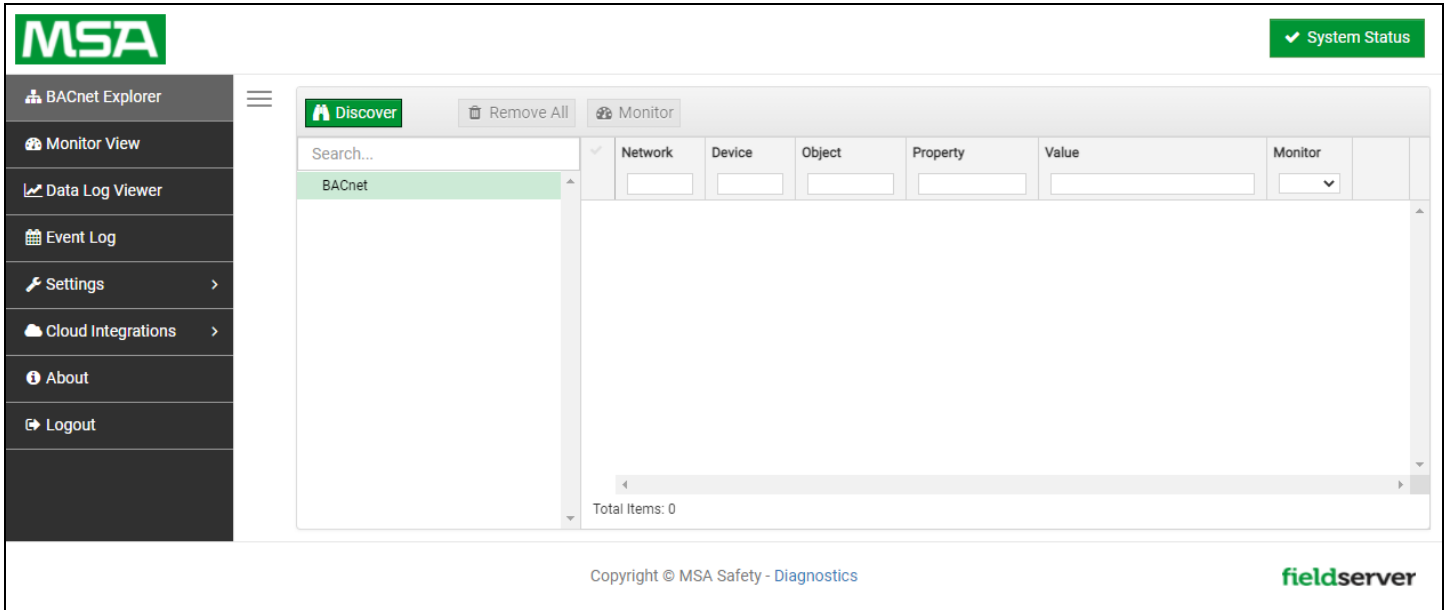 MSA
System Status
BACnet Explorer
Monitor View
Data Log Viewer
Event Log
Settings
Cloud Integrations
About
Logout
Discover
Remove All
Monitor
Search...
BACnet
Network Device Object Property Value Monitor
Total Items: 0
Copyright © MSA Safety - Diagnostics
fieldserver